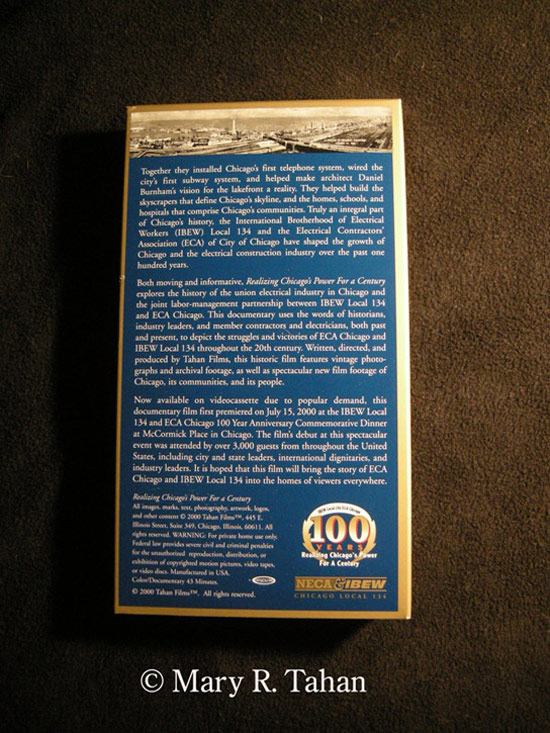 Together they installed Chicago's first telephone system, wired the
city's first subway system, and helped make architect Daniel
Burnham's vision for the lakefront a reality. They helped build the
skyscrapers that define Chicago's skyline, and the homes, schools, and
hospitals that comprise Chicago's communities. Truly an integral part
of Chicago's history, the International Brotherhood of Electrical
Workers (IBEW) Local 134 and the Electrical Contractors'
Association (ECA) of City of Chicago have shaped the growth of
Chicago and the electrical construction industry over the past one
hundred years.
Both moving and informative, Realizing Chicago's Power For a Century
explores the history of the union electrical industry in Chicago and
the joint labor-management partnership between IBEW Local 134
and ECA Chicago. This documentary uses the words of historians,
industry leaders, and member contractors and electricians, both past
and present, to depict the struggles and victories of ECA Chicago and
IBEW Local 134 throughout the 20th century. Written, directed, and
produced by Tahan Films, this historic film features vintage photo-
graphs and archival footage, as well as spectacular new film footage of
Chicago, its communities, and its people.
Now available on videocassette due to popular demand, this
documentary film first premiered on July 15, 2000 at the IBEW Local
134 and ECA Chicago 100 Year Anniversary Commemorative Dinner
at McCormick Place in Chicago. The film's debut at this spectacular
event was attended by over 3,000 guests from throughout the United
States, including city and state leaders, international dignitaries, and
industry leaders. It is hoped that this film will bring the story of ECA
Chicago and IBEW Local 134 into the homes of viewers everywhere.
Realizing Chicago's Power For a Century
All images, marks, text, photography, artwork, logos,
and other content © 2000 Tahan Films™, 445 E.
Illinois Street, Suite 349, Chicago, Illinois, 60611. All
rights reserved. WARNING: For private home use only.
Federal law provides severe civil and criminal penalties
for the unauthorized reproduction, distribution, or
exhibition of copyrighted motion pictures, video tapes,
or video discs. Manufactured in USA.
Color/Documentary 43 Minutes.
© 2000 Tahan Films™. All rights reserved.
100
YEARS
Realizing Chicago's Power
For A Century
NECA & IBEW
CHICAGO LOCAL 134
© Mary R. Tahan